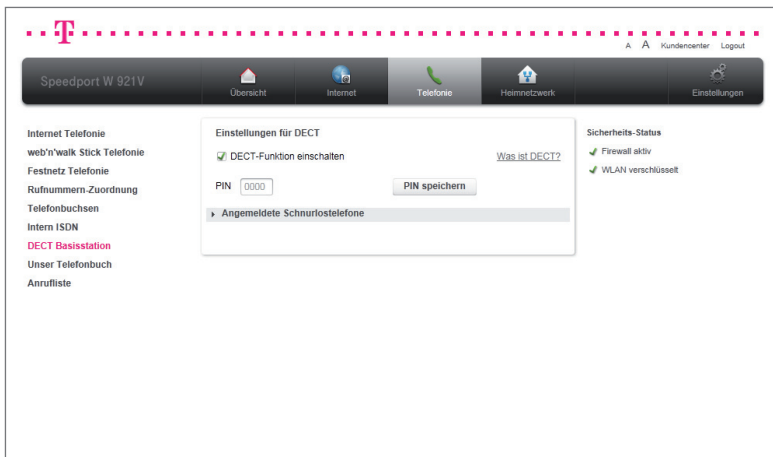 T
A A Kundencenter Logout
Speedport W 921V
Übersicht Internet Telefonie Heimnetzwerk Einstellungen
Internet Telefonie
web'n'walk Stick Telefonie
Festnetz Telefonie
Rufnummern-Zuordnung
Telefonbuchsen
Intern ISDN
DECT Basisstation
Unser Telefonbuch
Anrufliste
Einstellungen für DECT
DECT-Funktion einschalten Was ist DECT?
PIN 0000 PIN speichern
Angemeldete Schnurlostelefone
Sicherheits-Status
Firewall aktiv
WLAN verschlüsselt